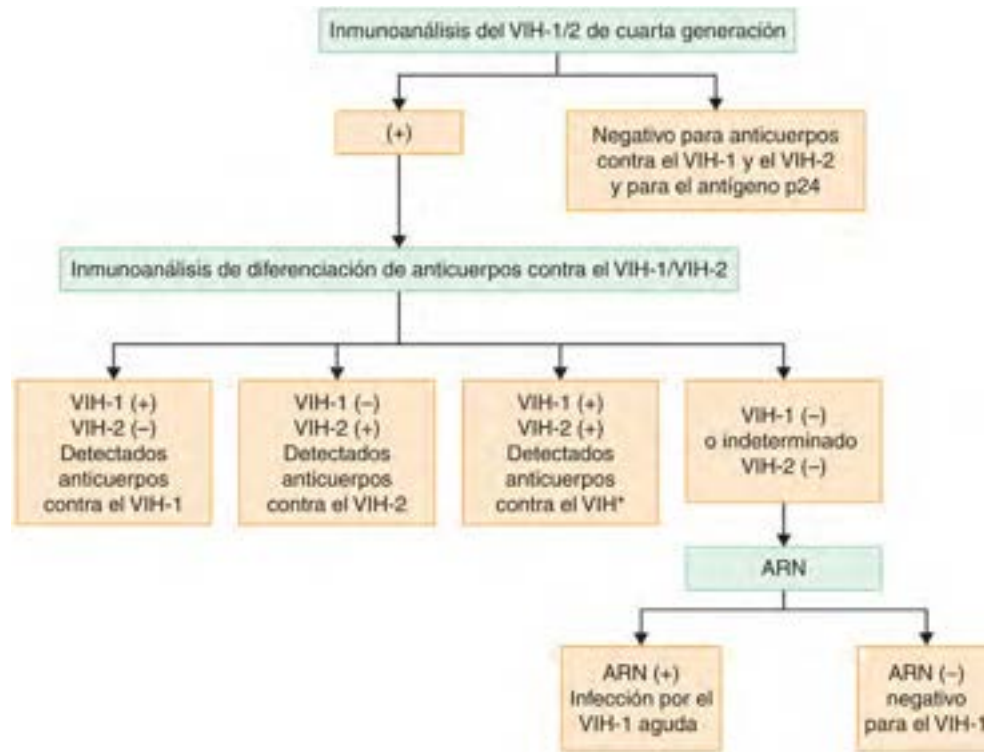 Inmunoanálisis del VIH-1/2 de cuarta generación
(+)
Negativo para anticuerpos
contra el VIH-1 y el VIH-2
y para el antígeno p24
Inmunoanálisis de diferenciación de anticuerpos contra el VIH-1/VIH-2
VIH-1 (+)
VIH-2 (–)
Detectados
anticuerpos
contra el VIH-1
VIH-1 (–)
VIH-2 (+)
Detectados
anticuerpos
contra el VIH-2
VIH-1 (+)
VIH-2 (+)
Detectados
anticuerpos
contra el VIH*
VIH-1 (–)
o indeterminado
VIH-2 (–)
ARN
ARN (+)
Infección por el
VIH-1 aguda
ARN (–)
negativo
para el VIH-1